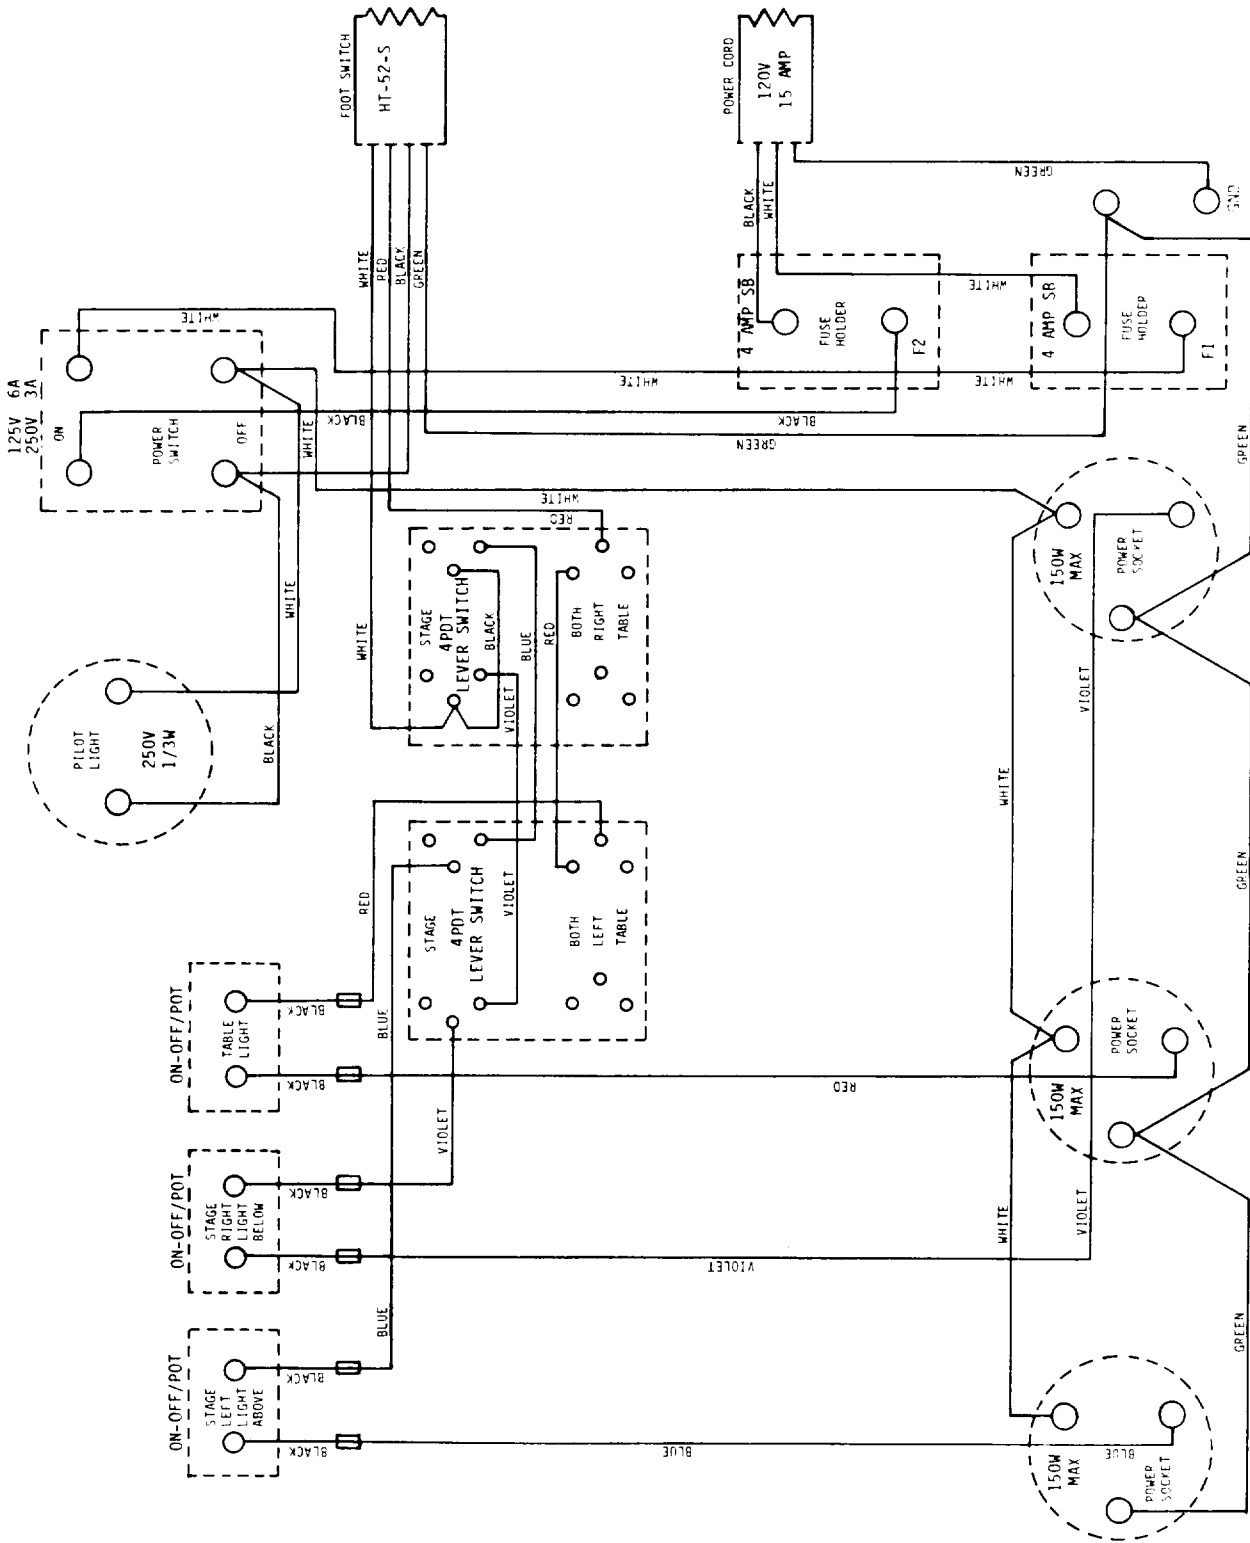 FOOT SWITCH
HT-52-S
POWER CORD
120V
15 AMP
WHITE
RED
BLACK
GREEN
BLACK
WHITE
GREEN
GND
125V 6A
250V 3A
ON
POWER
SWITCH
OFF
WHITE
WHITE
WHITE
BLACK
BLACK
GREEN
WHITE
4 AMP SB
FUSE
HOLDER
F2
WHITE
4 AMP SB
FUSE
HOLDER
F1
WHITE
RED
GREEN
PILOT
LIGHT
250V
1/3W
BLACK
WHITE
WHITE
STAGE
4PDT
LEVER SWITCH
BLACK
VIOLET
BLUE
RED
BOTH
RIGHT
TABLE
150W
MAX
POWER
SOCKET
WHITE
VIOLET
GREEN
RED
STAGE
4PDT
LEVER SWITCH
VIOLET
BOTH
LEFT
TABLE
ON-OFF/POT
TABLE
LIGHT
BLACK
BLACK
BLUE
RED
150W
MAX
POWER
SOCKET
ON-OFF/POT
STAGE
RIGHT
LIGHT
BELOW
BLACK
BLACK
VIOLET
VIOLET
WHITE
VIOLET
ON-OFF/POT
STAGE
LEFT
LIGHT
ABOVE
BLACK
BLACK
BLUE
BLUE
BLUE
GREEN
150W
MAX
POWER
SOCKET